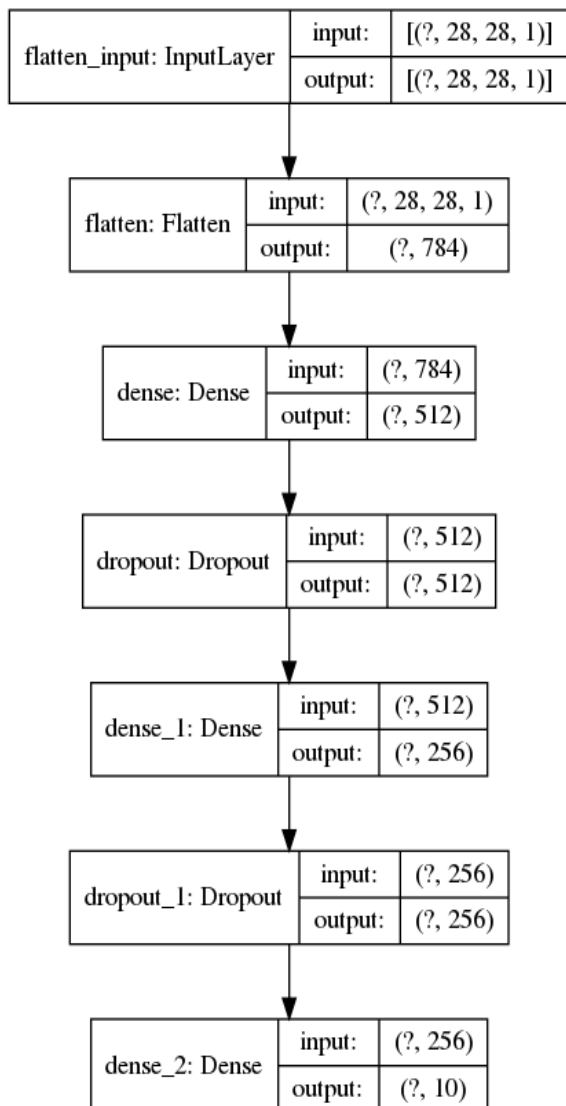 flatten_input: InputLayer
input: [(?, 28, 28, 1)]
output: [(?, 28, 28, 1)]
flatten: Flatten
input: (?, 28, 28, 1)
output: (?, 784)
dense: Dense
input: (?, 784)
output: (?, 512)
dropout: Dropout
input: (?, 512)
output: (?, 512)
dense_1: Dense
input: (?, 512)
output: (?, 256)
dropout_1: Dropout
input: (?, 256)
output: (?, 256)
dense_2: Dense
input: (?, 256)
output: (?, 10)